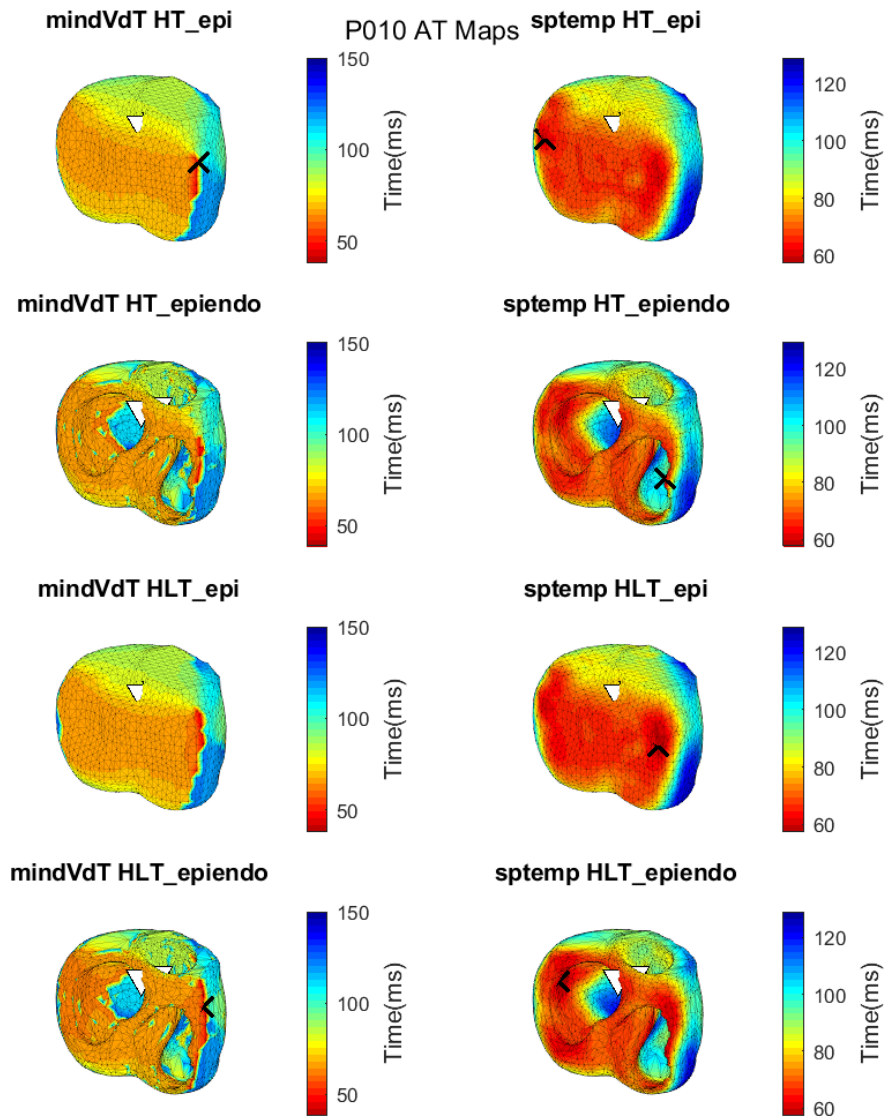 P010 AT Maps
mindVdT HT_epi
150
100
50
Time(ms)
sptemp HT_epi
120
100
80
60
Time(ms)
mindVdT HT_epiendo
150
100
50
Time(ms)
sptemp HT_epiendo
120
100
80
60
Time(ms)
mindVdT HLT_epi
150
100
50
Time(ms)
sptemp HLT_epi
120
100
80
60
Time(ms)
mindVdT HLT_epiendo
150
100
50
Time(ms)
sptemp HLT_epiendo
120
100
80
60
Time(ms)